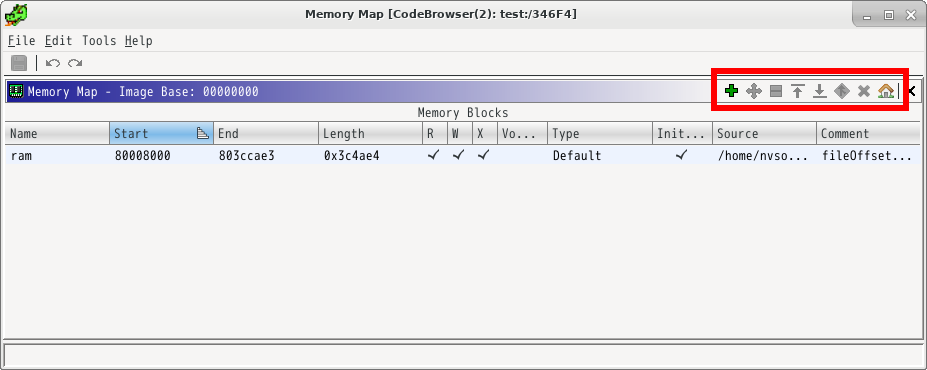 Memory Map [CodeBrowser(2): test:/346F4]
File Edit Tools Help
Memory Map - Image Base: 00000000
Memory Blocks
Name Start End Length R W X Vo... Type Init... Source Comment
ram 80008000 803ccae3 0x3c4ae4 Default /home/nvso... fileOffset...